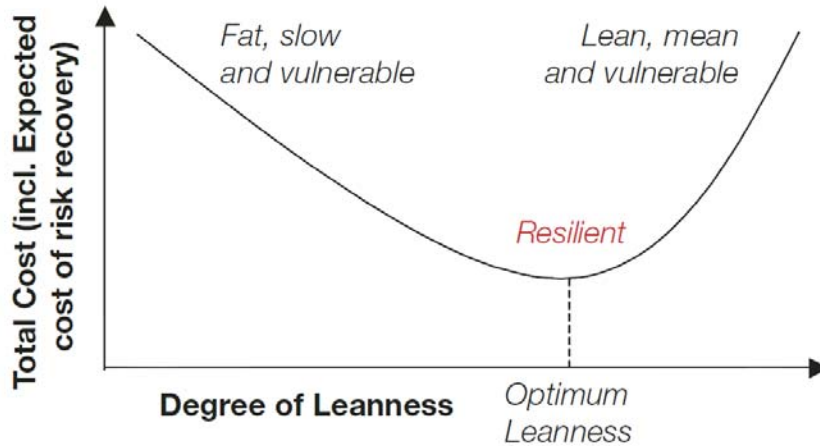 Total Cost (incl. Expected
cost of risk recovery)
Fat, slow
and vulnerable
Lean, mean
and vulnerable
Resilient
Degree of Leanness
Optimum
Leanness